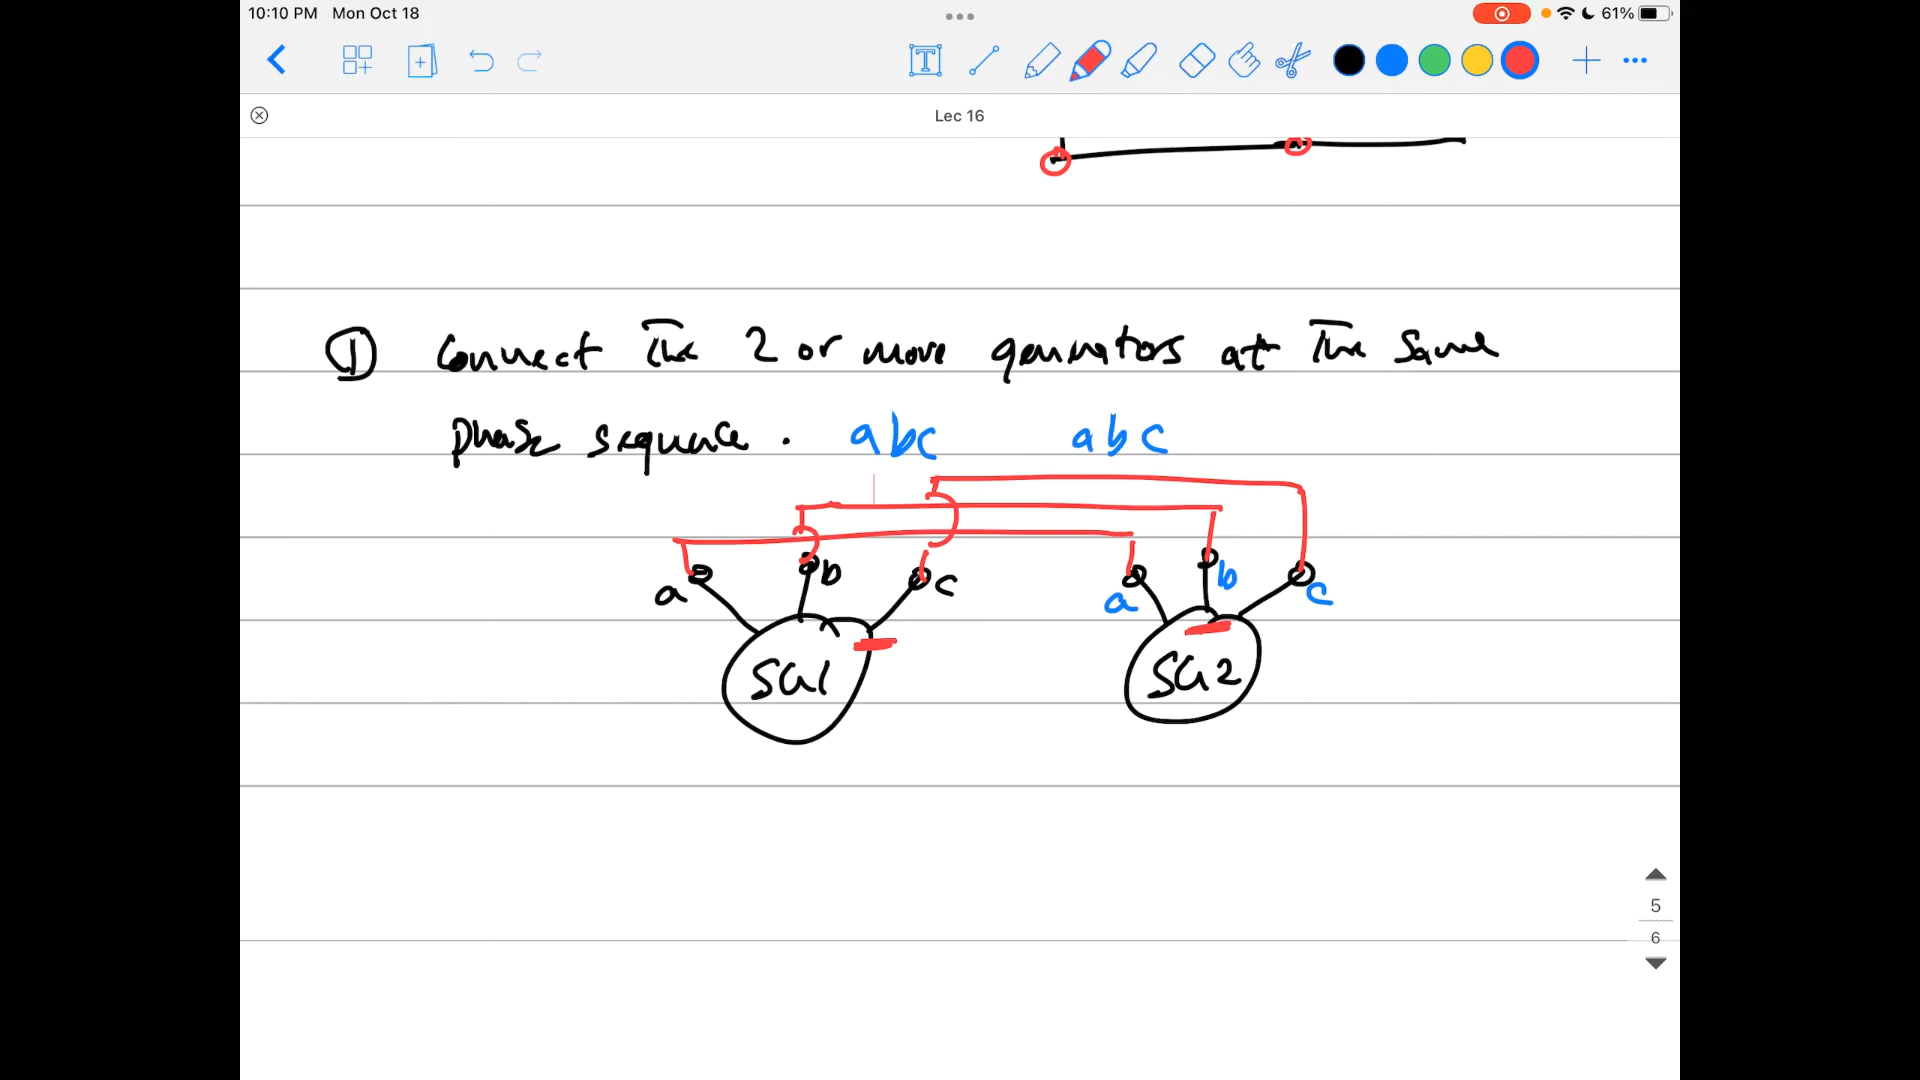 10:10 PM Mon Oct 18
61%
Lec 16
① Connect The 2 or more generators at The Same
phase sequence . abc abc
a b c a b c
SG1 SG2
5
6